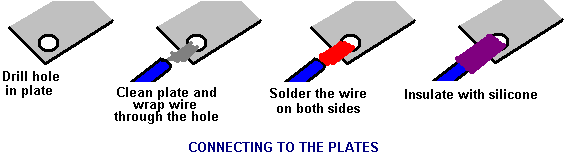 Drill hole
in plate
Clean plate and
wrap wire
through the hole
Solder the wire
on both sides
Insulate with silicone
CONNECTING TO THE PLATES